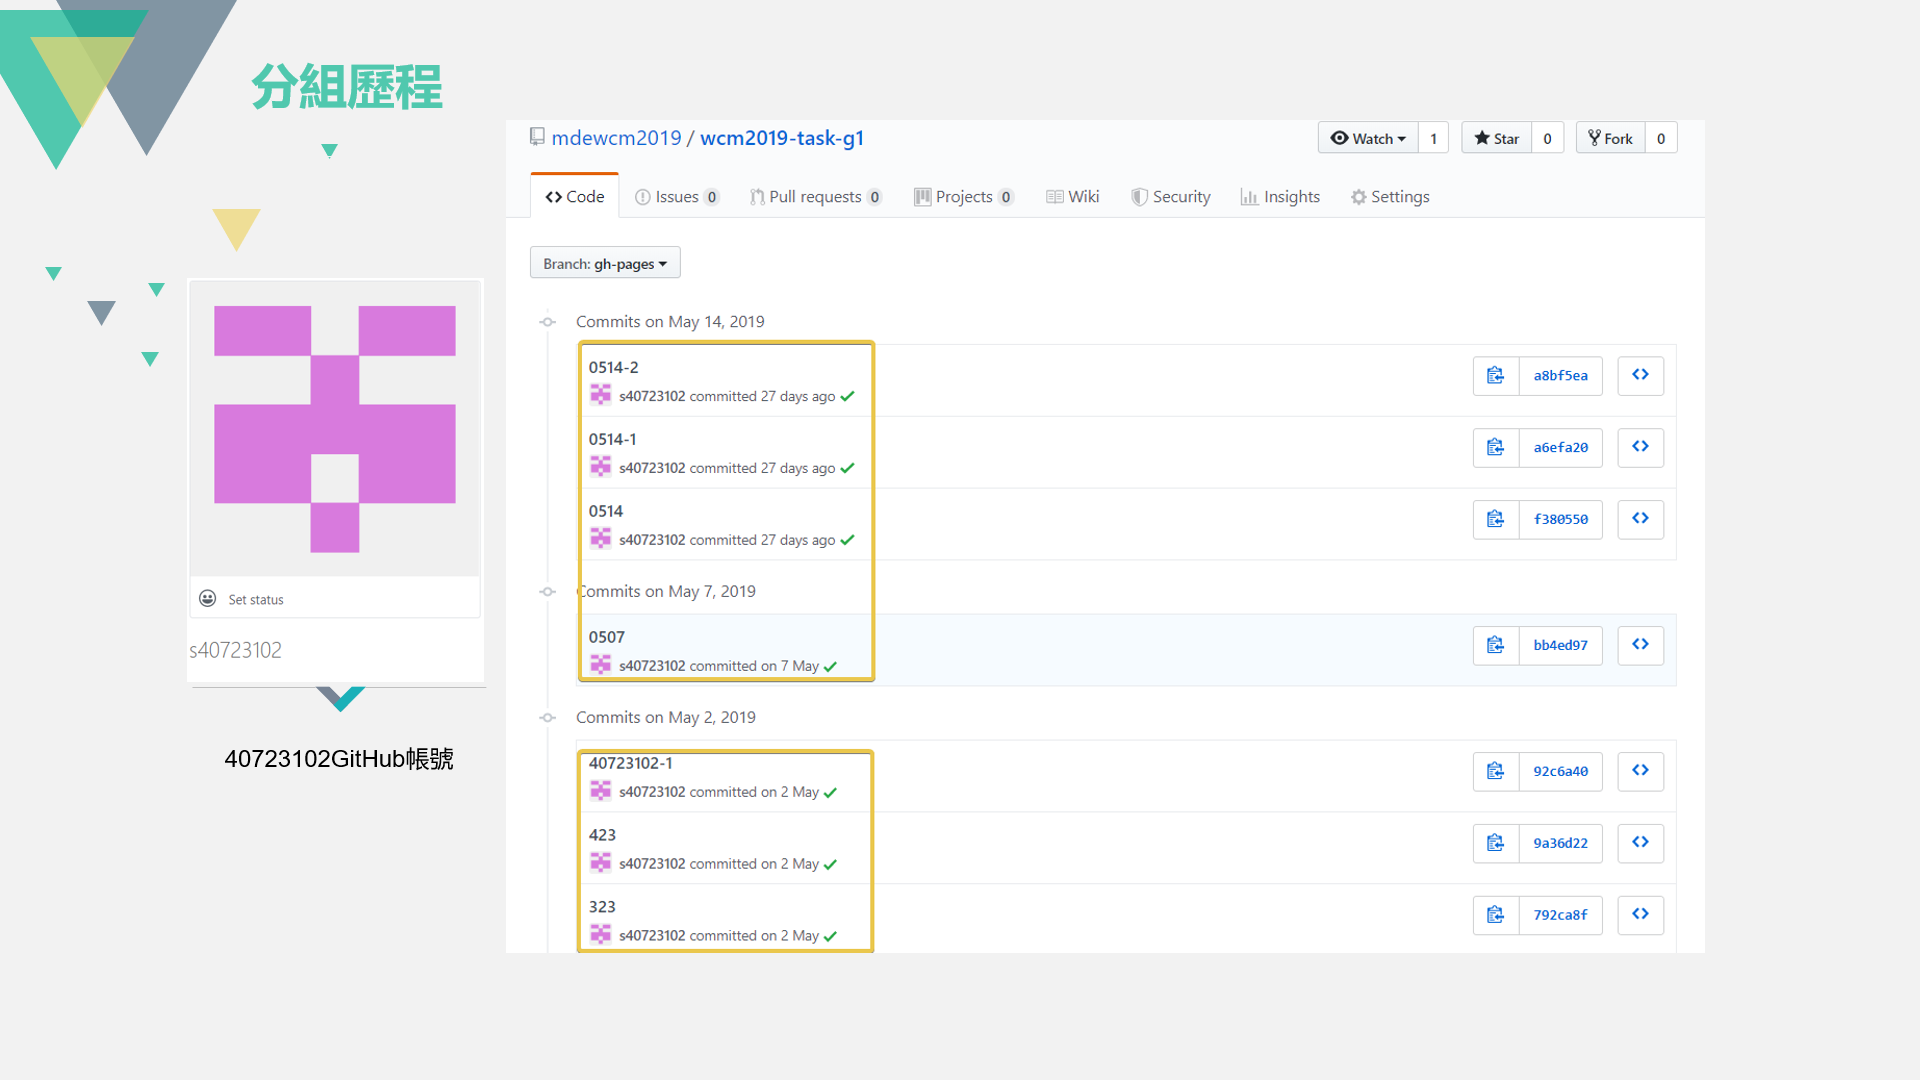 分組歷程
mdewcm2019 / wcm2019-task-g1
Watch 1 Star 0 Fork 0
Code Issues 0 Pull requests 0 Projects 0 Wiki Security Insights Settings
Branch: gh-pages
Commits on May 14, 2019
0514-2
s40723102 committed 27 days ago
a8bf5ea
0514-1
s40723102 committed 27 days ago
a6efa20
0514
s40723102 committed 27 days ago
f380550
Commits on May 7, 2019
0507
s40723102 committed on 7 May
bb4ed97
Commits on May 2, 2019
40723102-1
s40723102 committed on 2 May
92c6a40
423
s40723102 committed on 2 May
9a36d22
323
s40723102 committed on 2 May
792ca8f
Set status
s40723102
40723102GitHub帳號